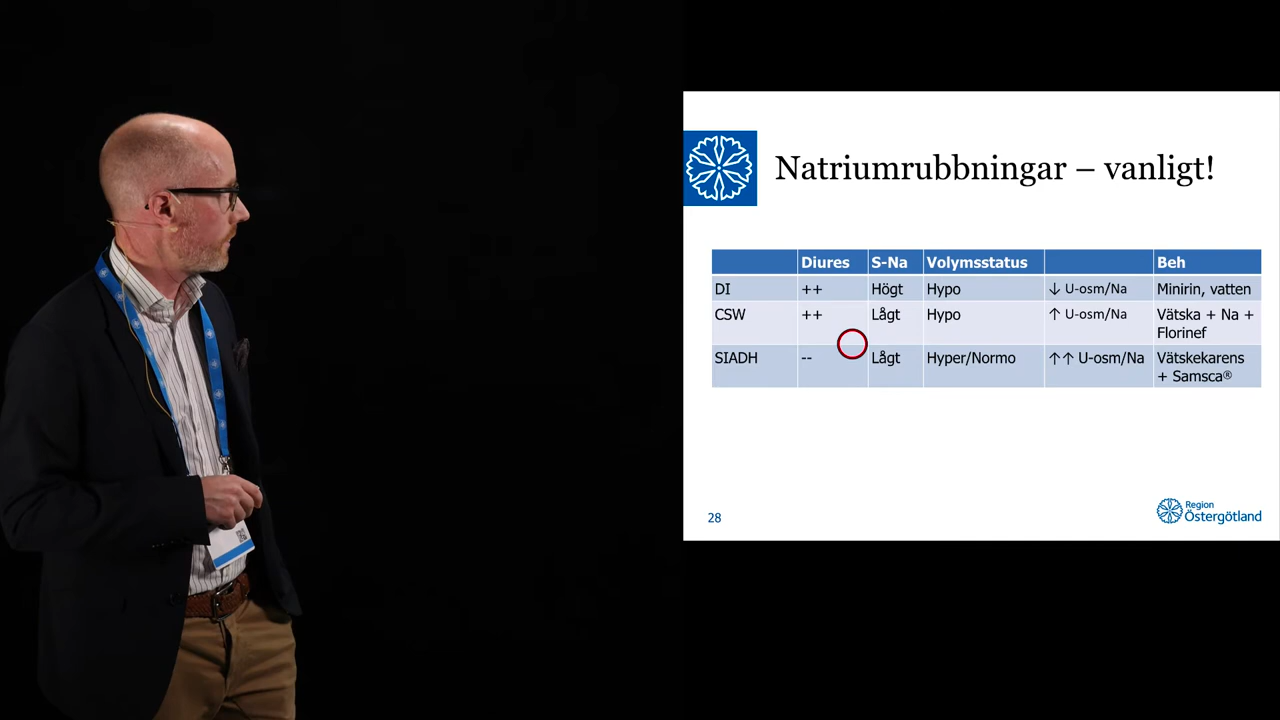 Natriumrubbningar – vanligt!
Diures S-Na Volymsstatus Beh
DI ++ Högt Hypo ↓ U-osm/Na Minirin, vatten
CSW ++ Lågt Hypo ↑ U-osm/Na Vätska + Na +
Florinef
SIADH -- Lågt Hyper/Normo ↑↑ U-osm/Na Vätskekarens
+ Samsca®
28
Region
Östergötland